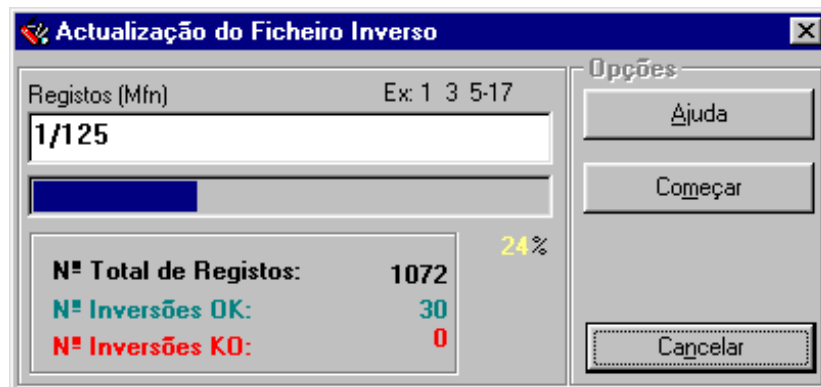 Actualização do Ficheiro Inverso
Registos (Mfn) Ex: 1 3 5-17
1/125
24%
Nº Total de Registos: 1072
Nº Inversões OK: 30
Nº Inversões KO: 0
Opções
Ajuda
Começar
Cancelar